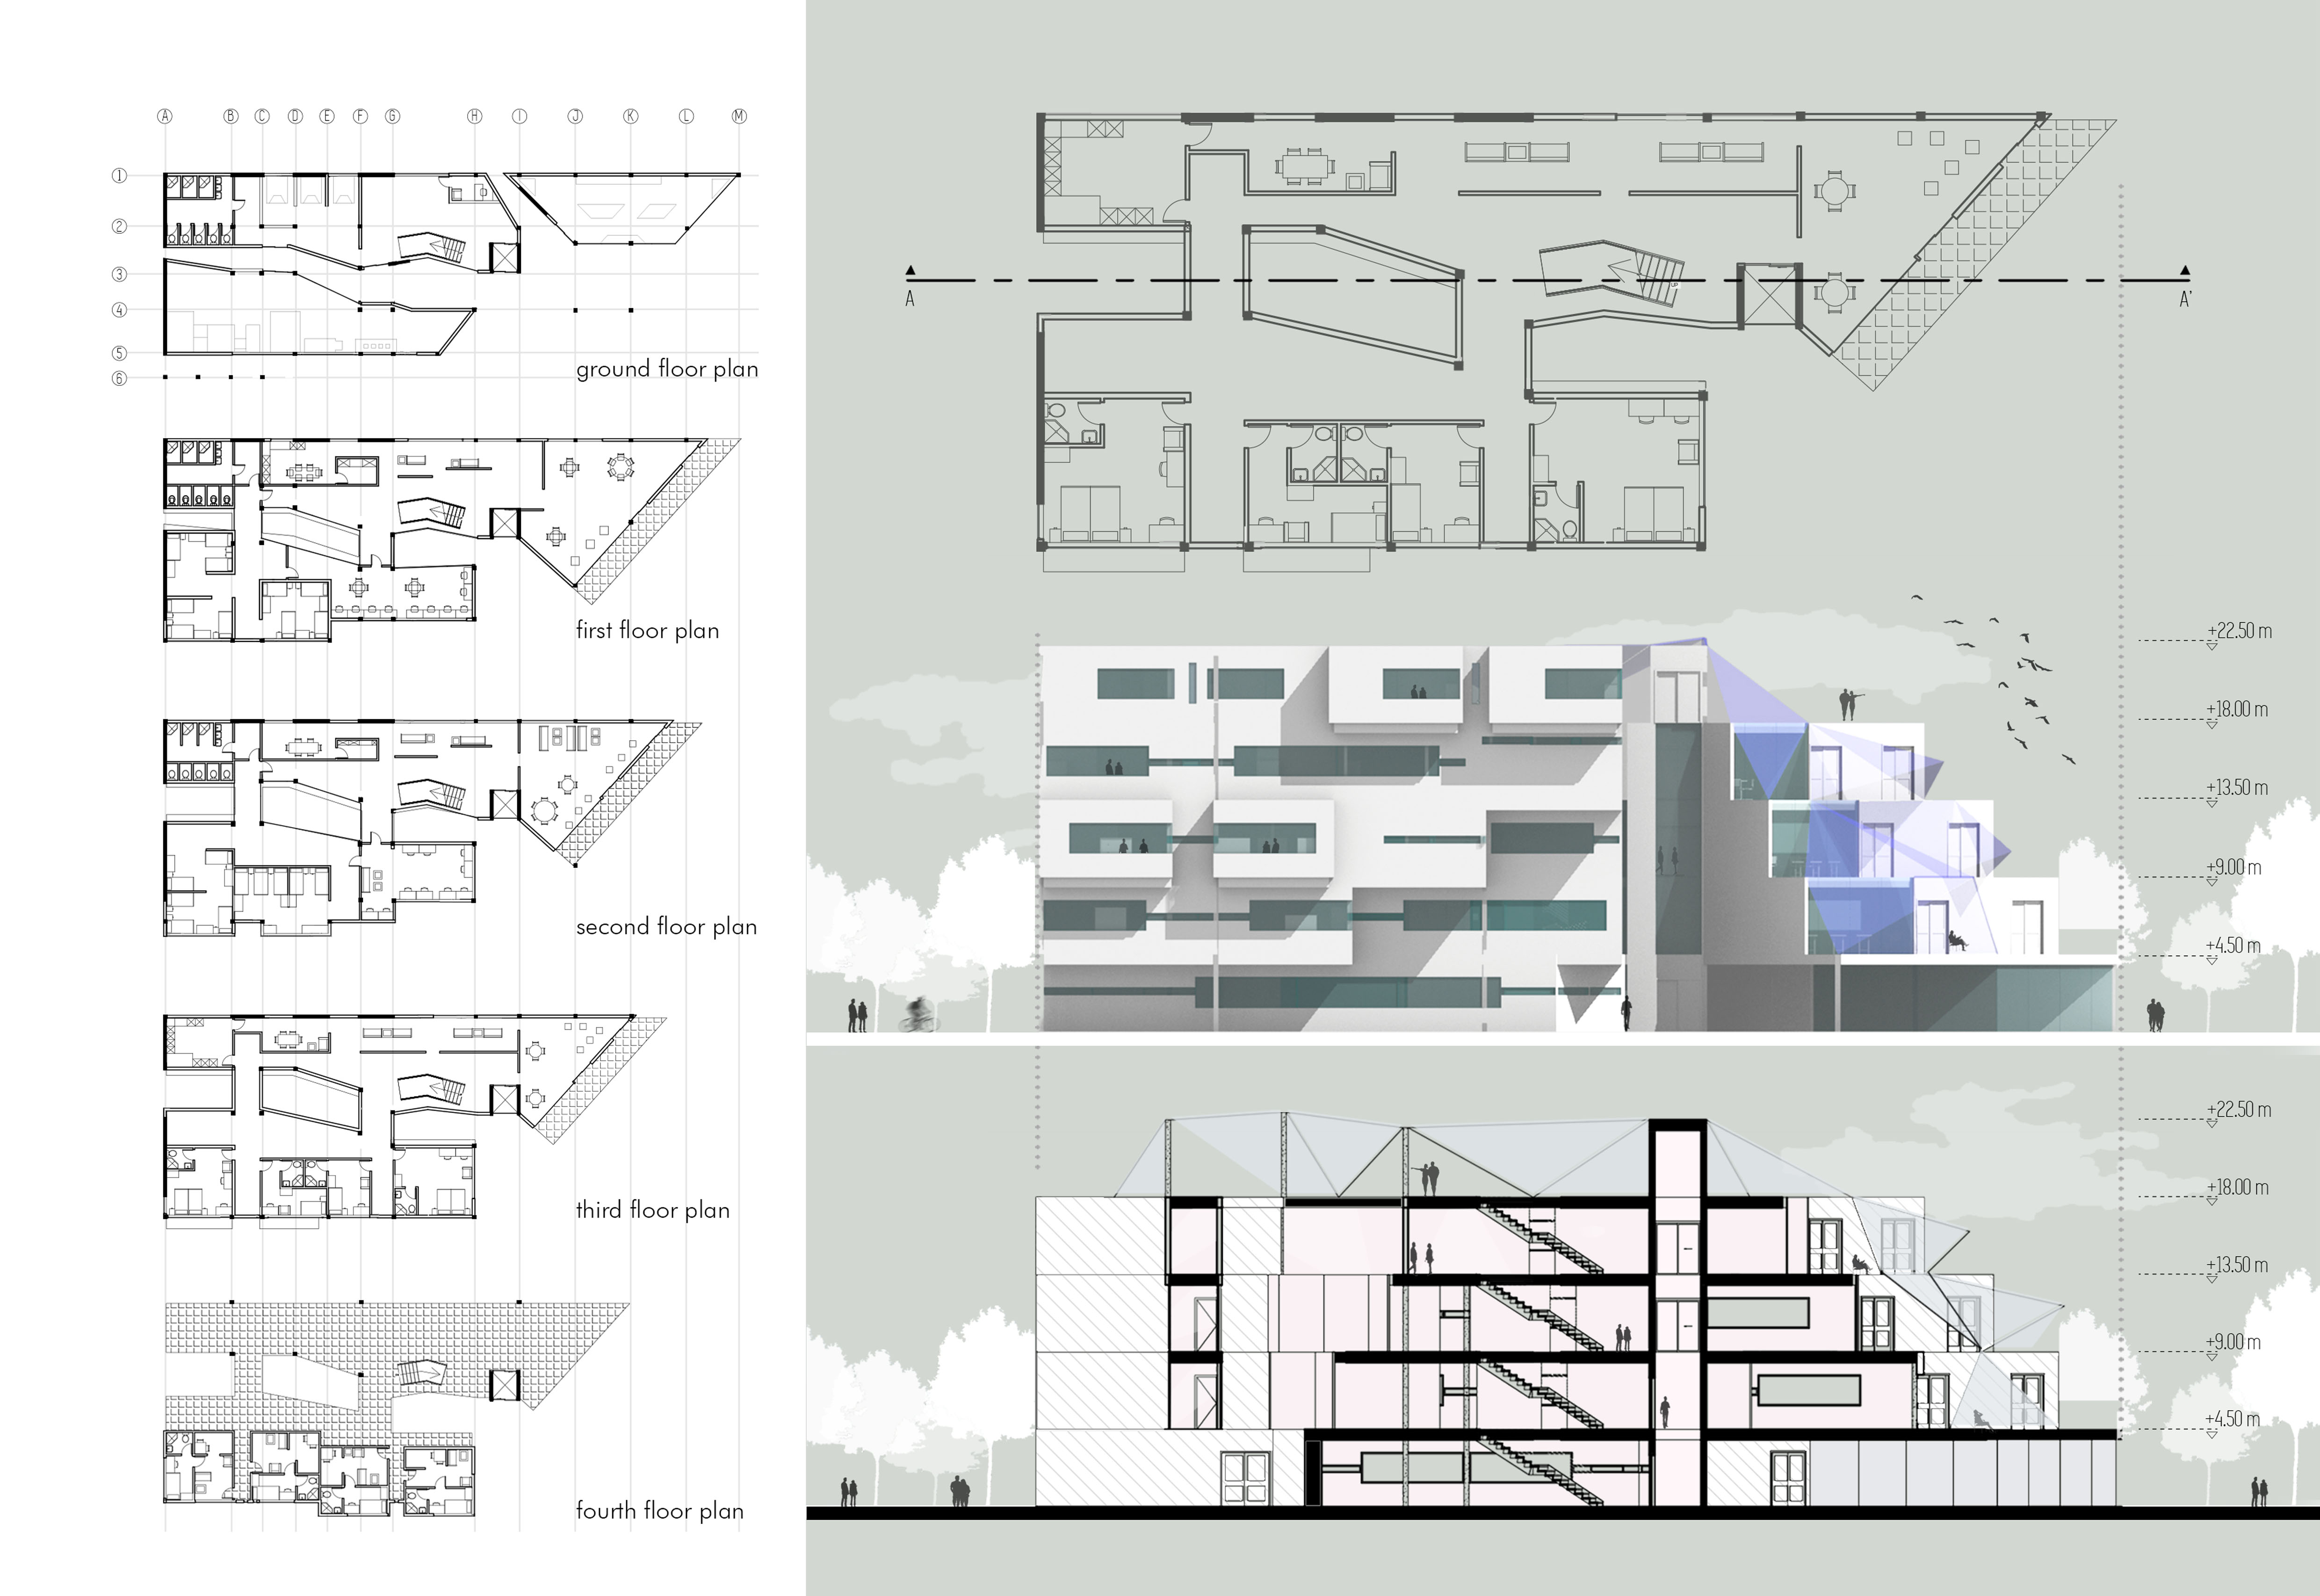 A B C D E F G H I J K L M
1
2
3
4
5
6
ground floor plan
first floor plan
second floor plan
third floor plan
fourth floor plan
UP
A A'
+22.50 m
+18.00 m
+13.50 m
+9.00 m
+4.50 m
+22.50 m
+18.00 m
+13.50 m
+9.00 m
+4.50 m